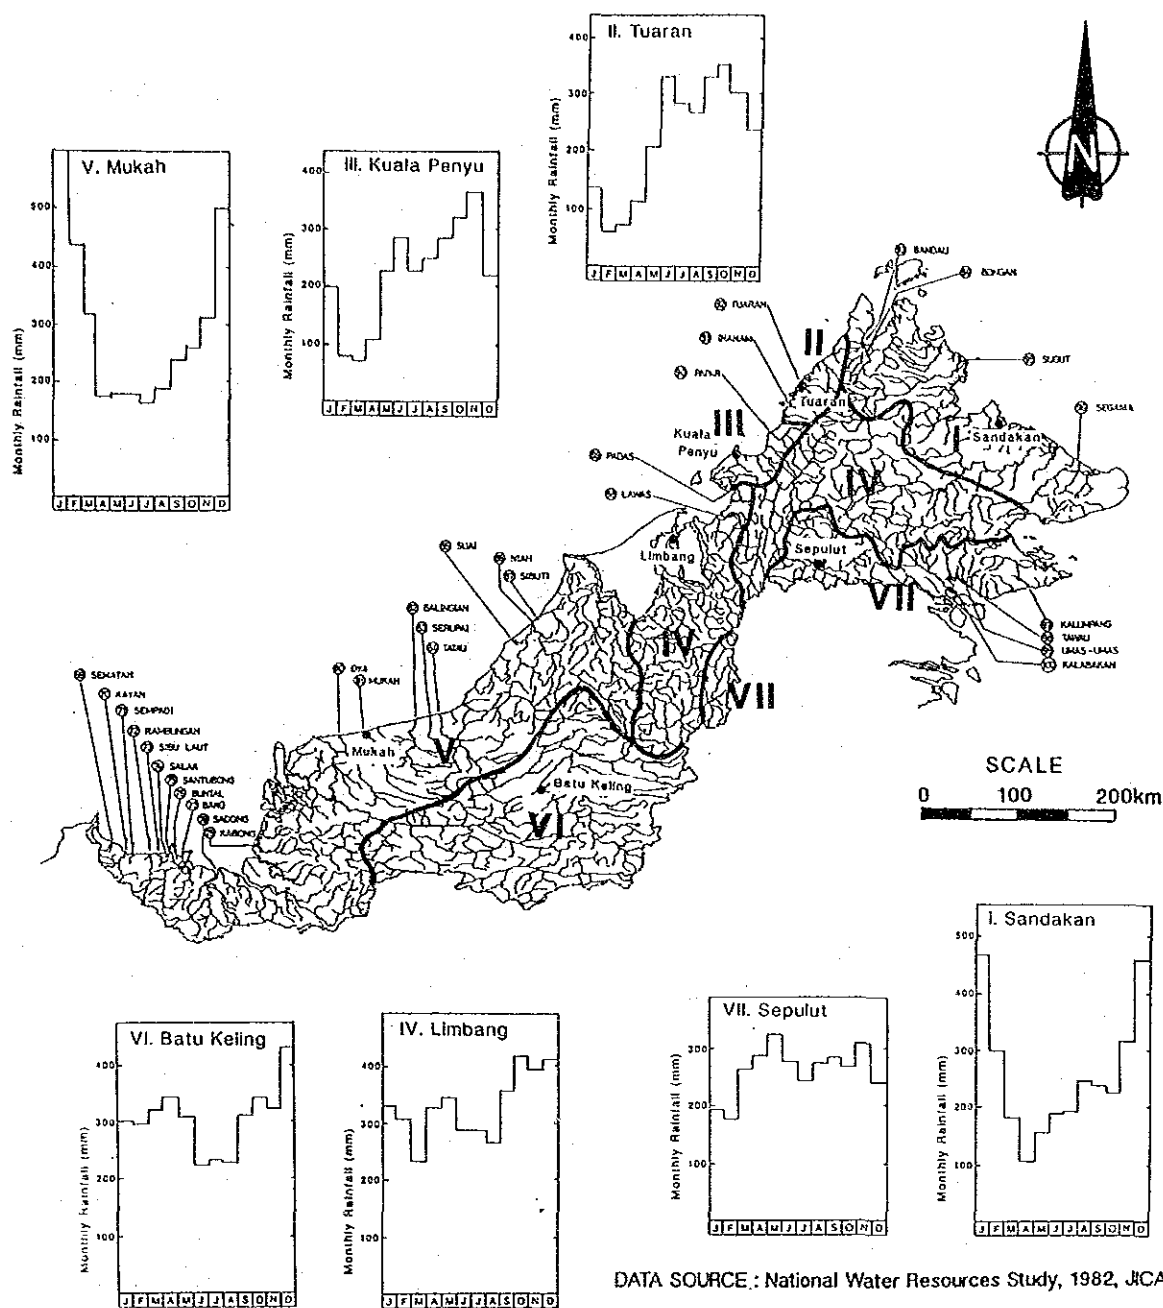 II. Tuaran
400
300
200
100
Monthly Rainfall (mm)
J F M A M J J A S O N D
N
V. Mukah
500
400
300
200
100
Monthly Rainfall (mm)
J F M A M J J A S O N D
III. Kuala Penyu
400
300
200
100
Monthly Rainfall (mm)
J F M A M J J A S O N D
BANDAU
BONGAN
TUARAN
INANAM
PAPAR
II
SUGUT
SEGAMA
Tuaran
III
Kuala
Penyu
I
Sandakan
PADAS
LAWAS
IV
Limbang
Sepulut
VII
SUAI
NIAH
SIBUTI
KALUMPANG
TAWAU
UMAS-UMAS
KALABAKAN
BALINGIAN
SERUPAI
TATAU
IV
VII
OYA
MUKAH
SEMATAN
KAYAN
SEMPADI
RAMBUNGAN
SIBU LAUT
SALAK
SANTUBONG
BUNTAL
BAKO
SADONG
KABONG
Mukah
V
Batu Keling
VI
SCALE
0 100 200km
I. Sandakan
500
400
300
200
100
Monthly Rainfall (mm)
J F M A M J J A S O N D
VI. Batu Keling
400
300
200
100
Monthly Rainfall (mm)
J F M A M J J A S O N D
IV. Limbang
400
300
200
100
Monthly Rainfall (mm)
J F M A M J J A S O N D
VII. Sepulut
300
200
100
Monthly Rainfall (mm)
J F M A M J J A S O N D
DATA SOURCE : National Water Resources Study, 1982, JICA